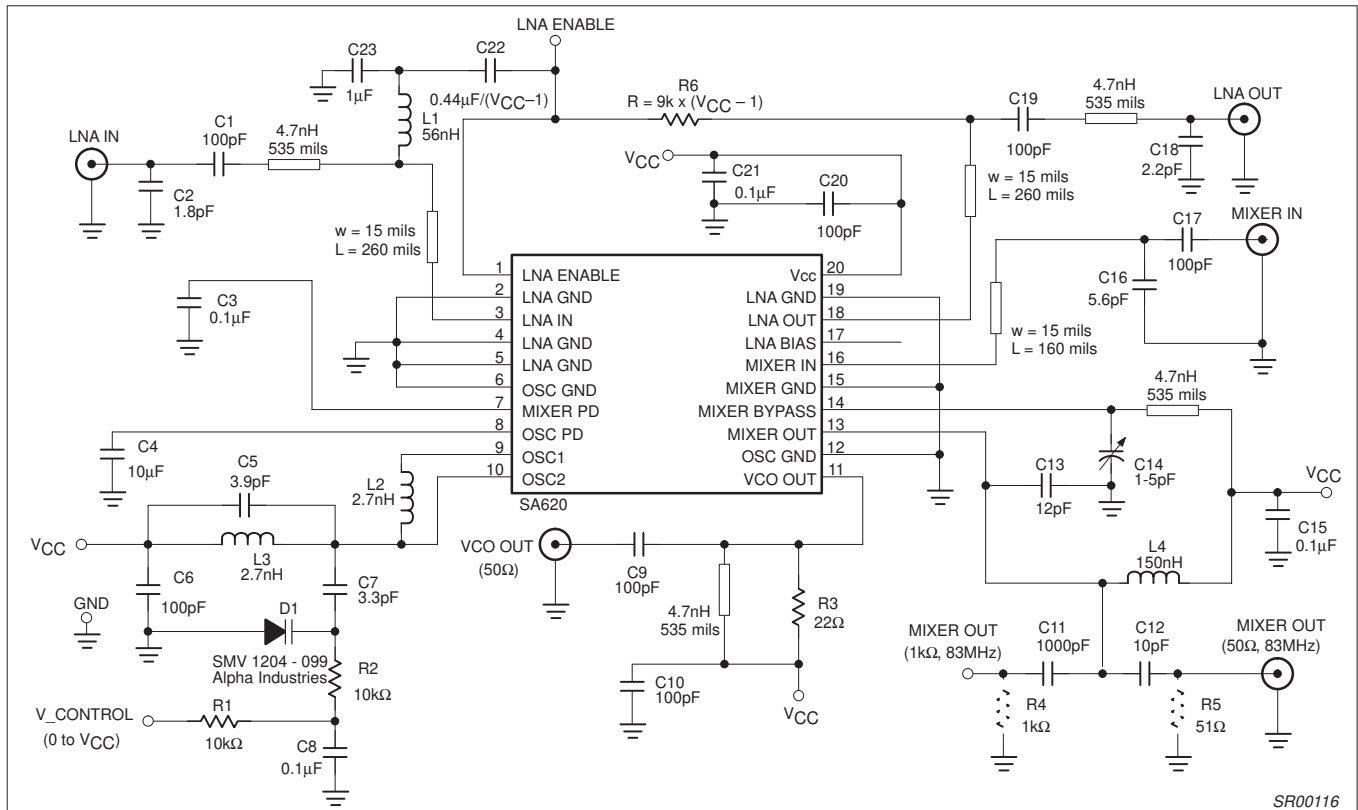 LNA ENABLE
C23
1µF
C22
0.44µF/(VCC–1)
L1
56nH
R6
R = 9k x (VCC – 1)
C19
100pF
4.7nH
535 mils
LNA OUT
C18
2.2pF
LNA IN
C1
100pF
4.7nH
535 mils
C2
1.8pF
w = 15 mils
L = 260 mils
VCC
C21
0.1µF
C20
100pF
w = 15 mils
L = 260 mils
MIXER IN
C17
100pF
C16
5.6pF
w = 15 mils
L = 160 mils
C3
0.1µF
1 LNA ENABLE
2 LNA GND
3 LNA IN
4 LNA GND
5 LNA GND
6 OSC GND
7 MIXER PD
8 OSC PD
9 OSC1
10 OSC2
Vcc 20
LNA GND 19
LNA OUT 18
LNA BIAS 17
MIXER IN 16
MIXER GND 15
MIXER BYPASS 14
MIXER OUT 13
OSC GND 12
VCO OUT 11
SA620
4.7nH
535 mils
C4
10µF
C5
3.9pF
L2
2.7nH
C13
12pF
C14
1-5pF
VCC
C15
0.1µF
VCC
L3
2.7nH
C6
100pF
C7
3.3pF
GND
D1
SMV 1204 - 099
Alpha Industries
R2
10kΩ
V_CONTROL
(0 to VCC)
R1
10kΩ
C8
0.1µF
VCO OUT
(50Ω)
C9
100pF
4.7nH
535 mils
R3
22Ω
C10
100pF
VCC
L4
150nH
MIXER OUT
(1kΩ, 83MHz)
C11
1000pF
C12
10pF
MIXER OUT
(50Ω, 83MHz)
R4
1kΩ
R5
51Ω
SR00116